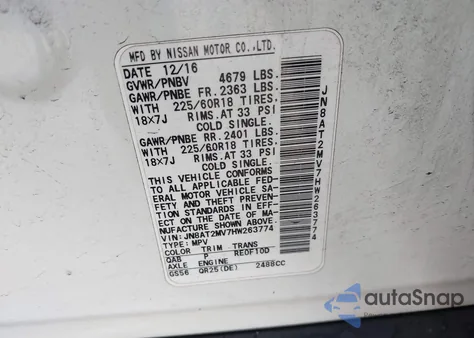 MFD BY NISSAN MOTOR CO.,LTD.
DATE 12/16
GVWR/PNBV 4679 LBS.
GAWR/PNBE FR. 2363 LBS.
WITH 225/60R18 TIRES,
18X7J RIMS.AT 33 PSI
COLD SINGLE.
GAWR/PNBE RR. 2401 LBS.
WITH 225/60R18 TIRES,
18X7J RIMS.AT 33 PSI
COLD SINGLE.
THIS VEHICLE CONFORMS
TO ALL APPLICABLE FED-
ERAL MOTOR VEHICLE SA-
FETY AND THEFT PREVEN-
TION STANDARDS IN EFFE-
CT ON THE DATE OF MA-
NUFACTURE SHOWN ABOVE.
VIN: JN8AT2MV7HW263774
TYPE: MPV
COLOR TRIM TRANS
QAB P RE0F10D
AXLE ENGINE
GS56 QR25(DE) 2488CC
JN8AT2MV7HW263774
autoSnap